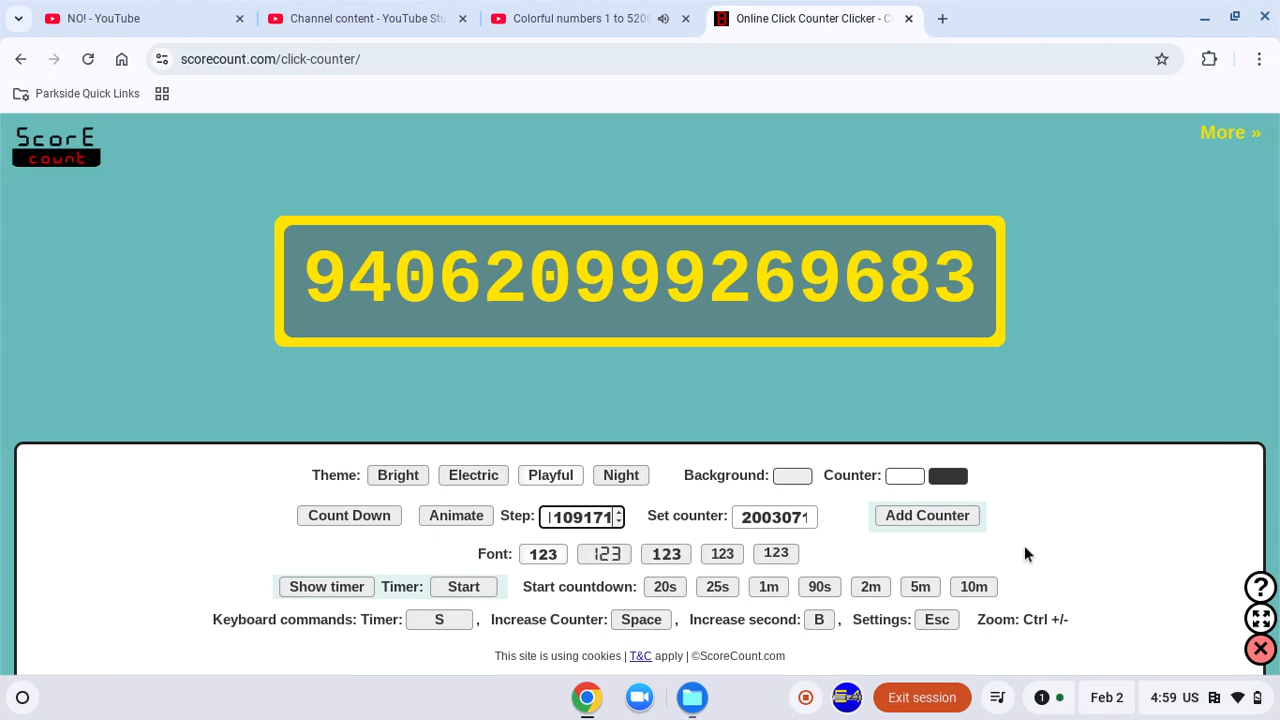 NO! - YouTube
Channel content - YouTube Stu
Colorful numbers 1 to 5200
Online Click Counter Clicker - C
scorecount.com/click-counter/
Parkside Quick Links
ScorE
count
More »
940620999269683
Theme: Bright Electric Playful Night Background: Counter:
Count Down Animate Step: 109171 Set counter: 2003071 Add Counter
Font: 123 123 123 123 123
Show timer Timer: Start Start countdown: 20s 25s 1m 90s 2m 5m 10m
Keyboard commands: Timer: S , Increase Counter: Space , Increase second: B , Settings: Esc Zoom: Ctrl +/-
This site is using cookies | T&C apply | ©ScoreCount.com
Exit session 1 Feb 2 4:59 US